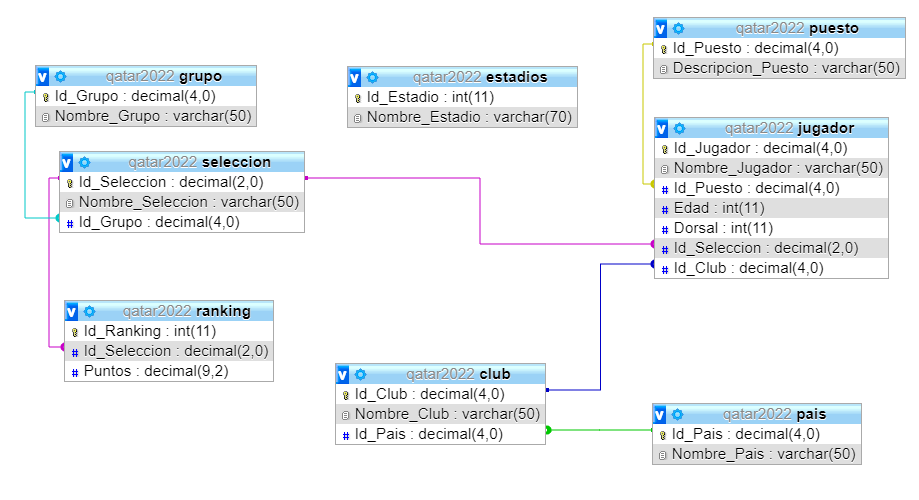 qatar2022 puesto
Id_Puesto : decimal(4,0)
Descripcion_Puesto : varchar(50)
v qatar2022 grupo
Id_Grupo : decimal(4,0)
Nombre_Grupo : varchar(50)
v qatar2022 estadios
Id_Estadio : int(11)
Nombre_Estadio : varchar(70)
v qatar2022 jugador
Id_Jugador : decimal(4,0)
Nombre_Jugador : varchar(50)
# Id_Puesto : decimal(4,0)
# Edad : int(11)
# Dorsal : int(11)
# Id_Seleccion : decimal(2,0)
# Id_Club : decimal(4,0)
v qatar2022 seleccion
Id_Seleccion : decimal(2,0)
Nombre_Seleccion : varchar(50)
# Id_Grupo : decimal(4,0)
v qatar2022 ranking
Id_Ranking : int(11)
# Id_Seleccion : decimal(2,0)
# Puntos : decimal(9,2)
v qatar2022 club
Id_Club : decimal(4,0)
Nombre_Club : varchar(50)
# Id_Pais : decimal(4,0)
v qatar2022 pais
Id_Pais : decimal(4,0)
Nombre_Pais : varchar(50)